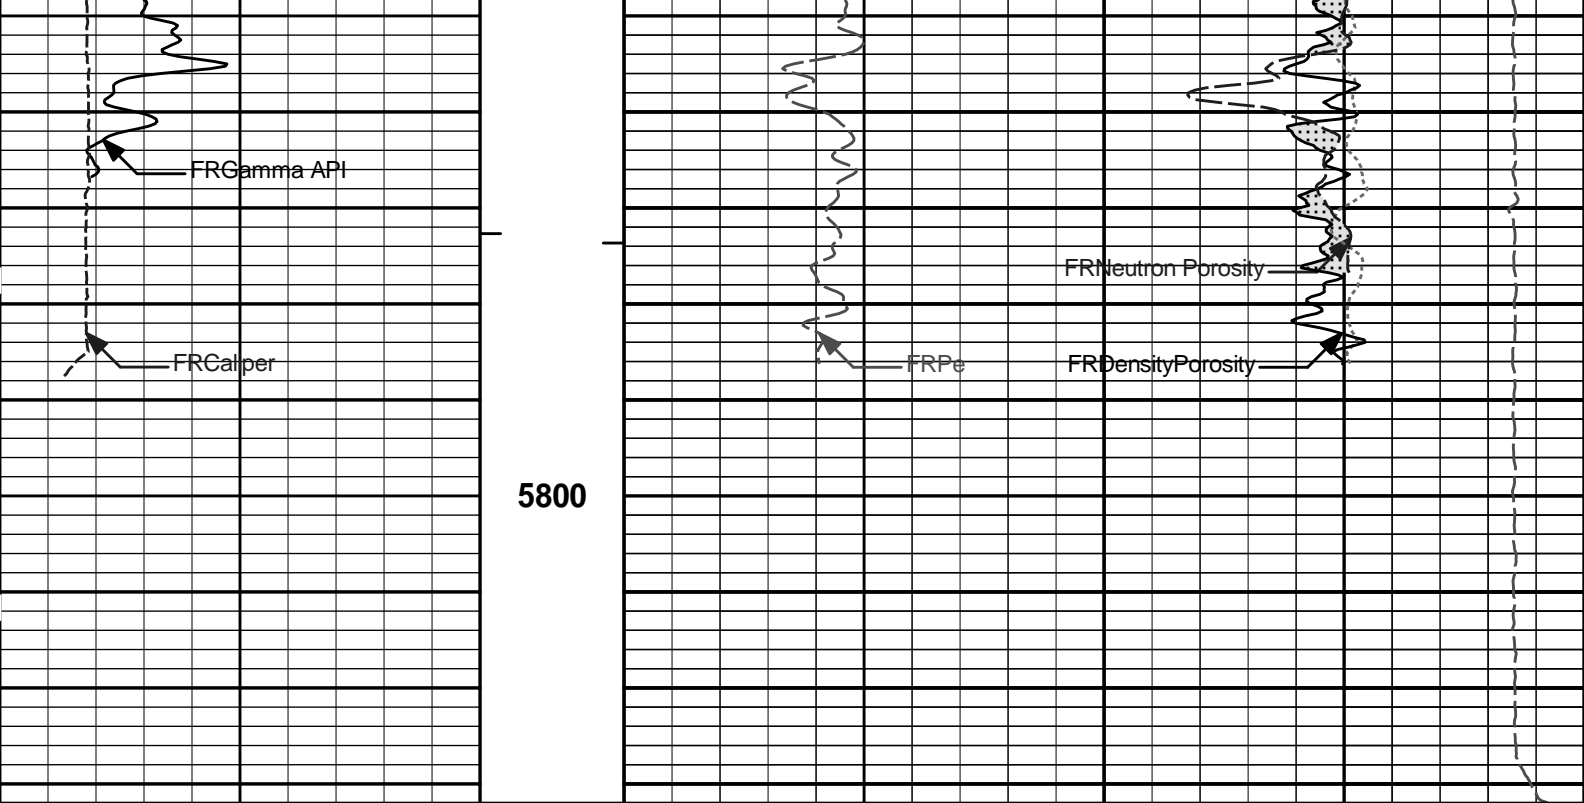 FRGamma API
FRNeutron Porosity
FRCaliper
FRPe
FRDensityPorosity
5800